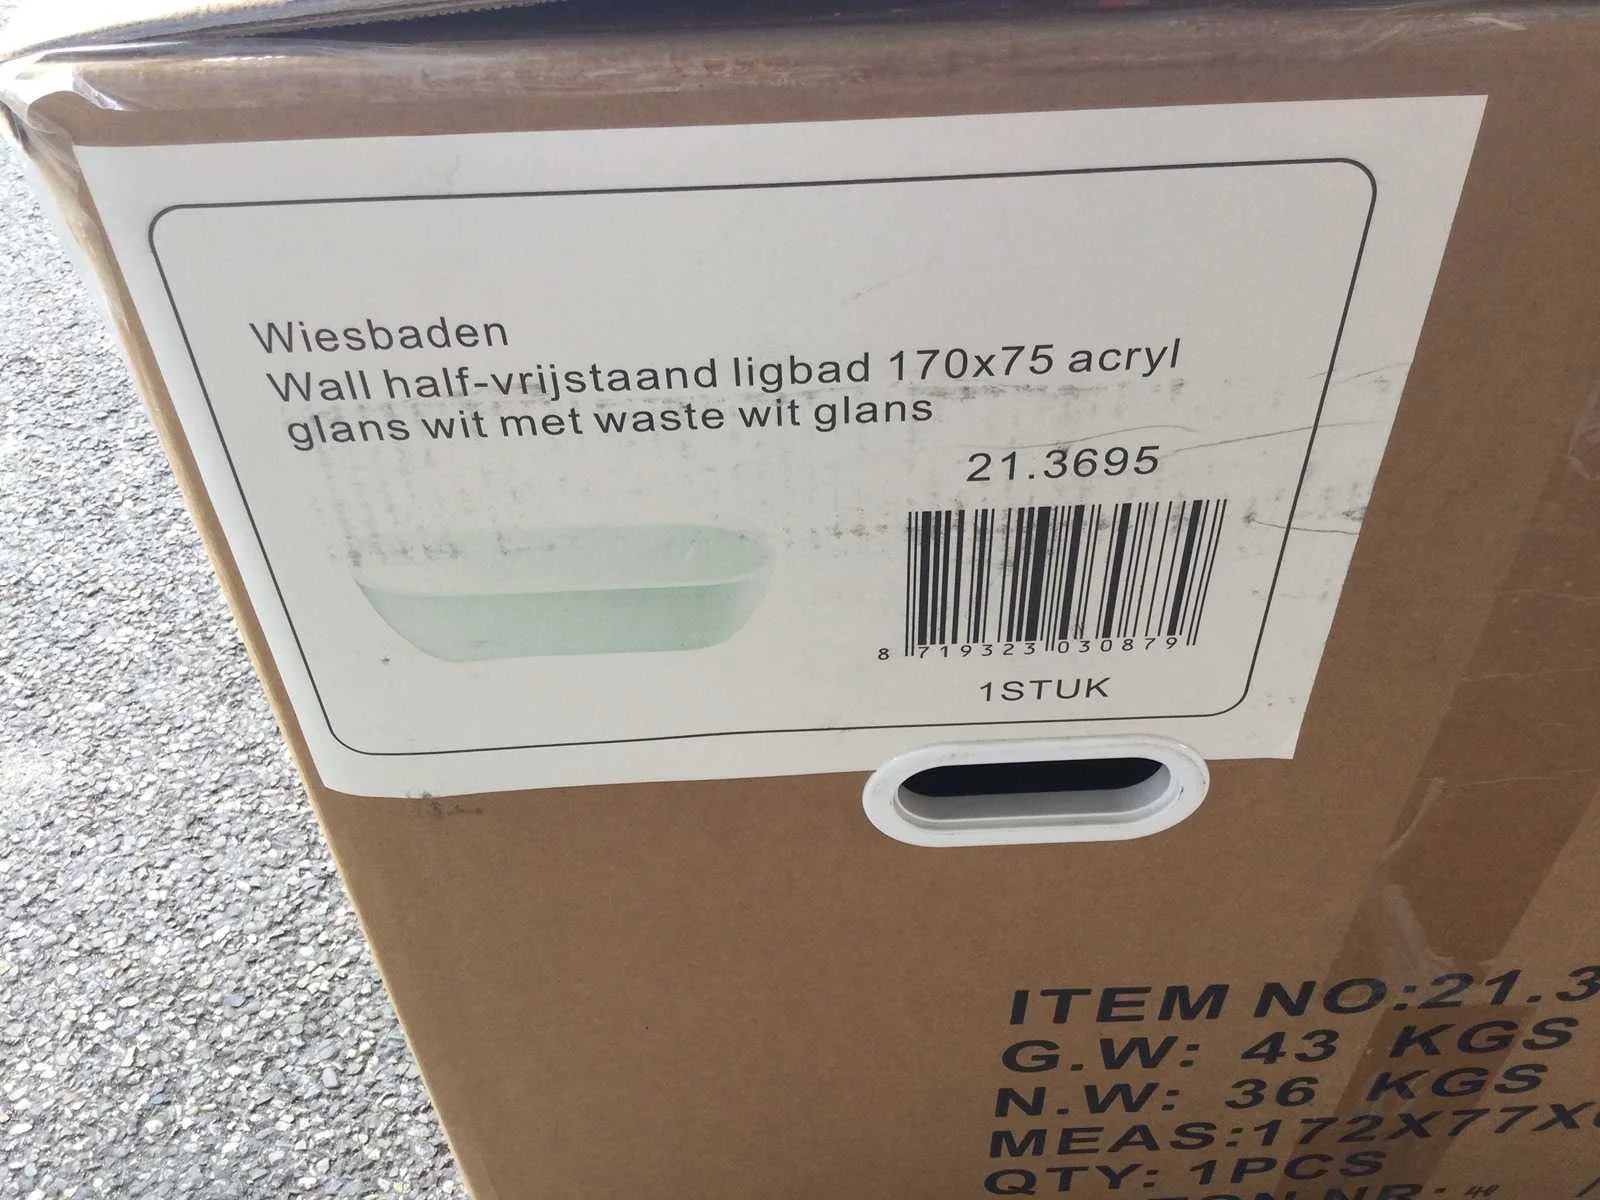 Wiesbaden
Wall half-vrijstaand ligbad 170x75 acryl
glans wit met waste wit glans
21.3695
8 719323 030879
1STUK
ITEM NO:21.3
G.W: 43 KGS
N.W: 36 KGS
MEAS:172X77X
QTY: 1PCS